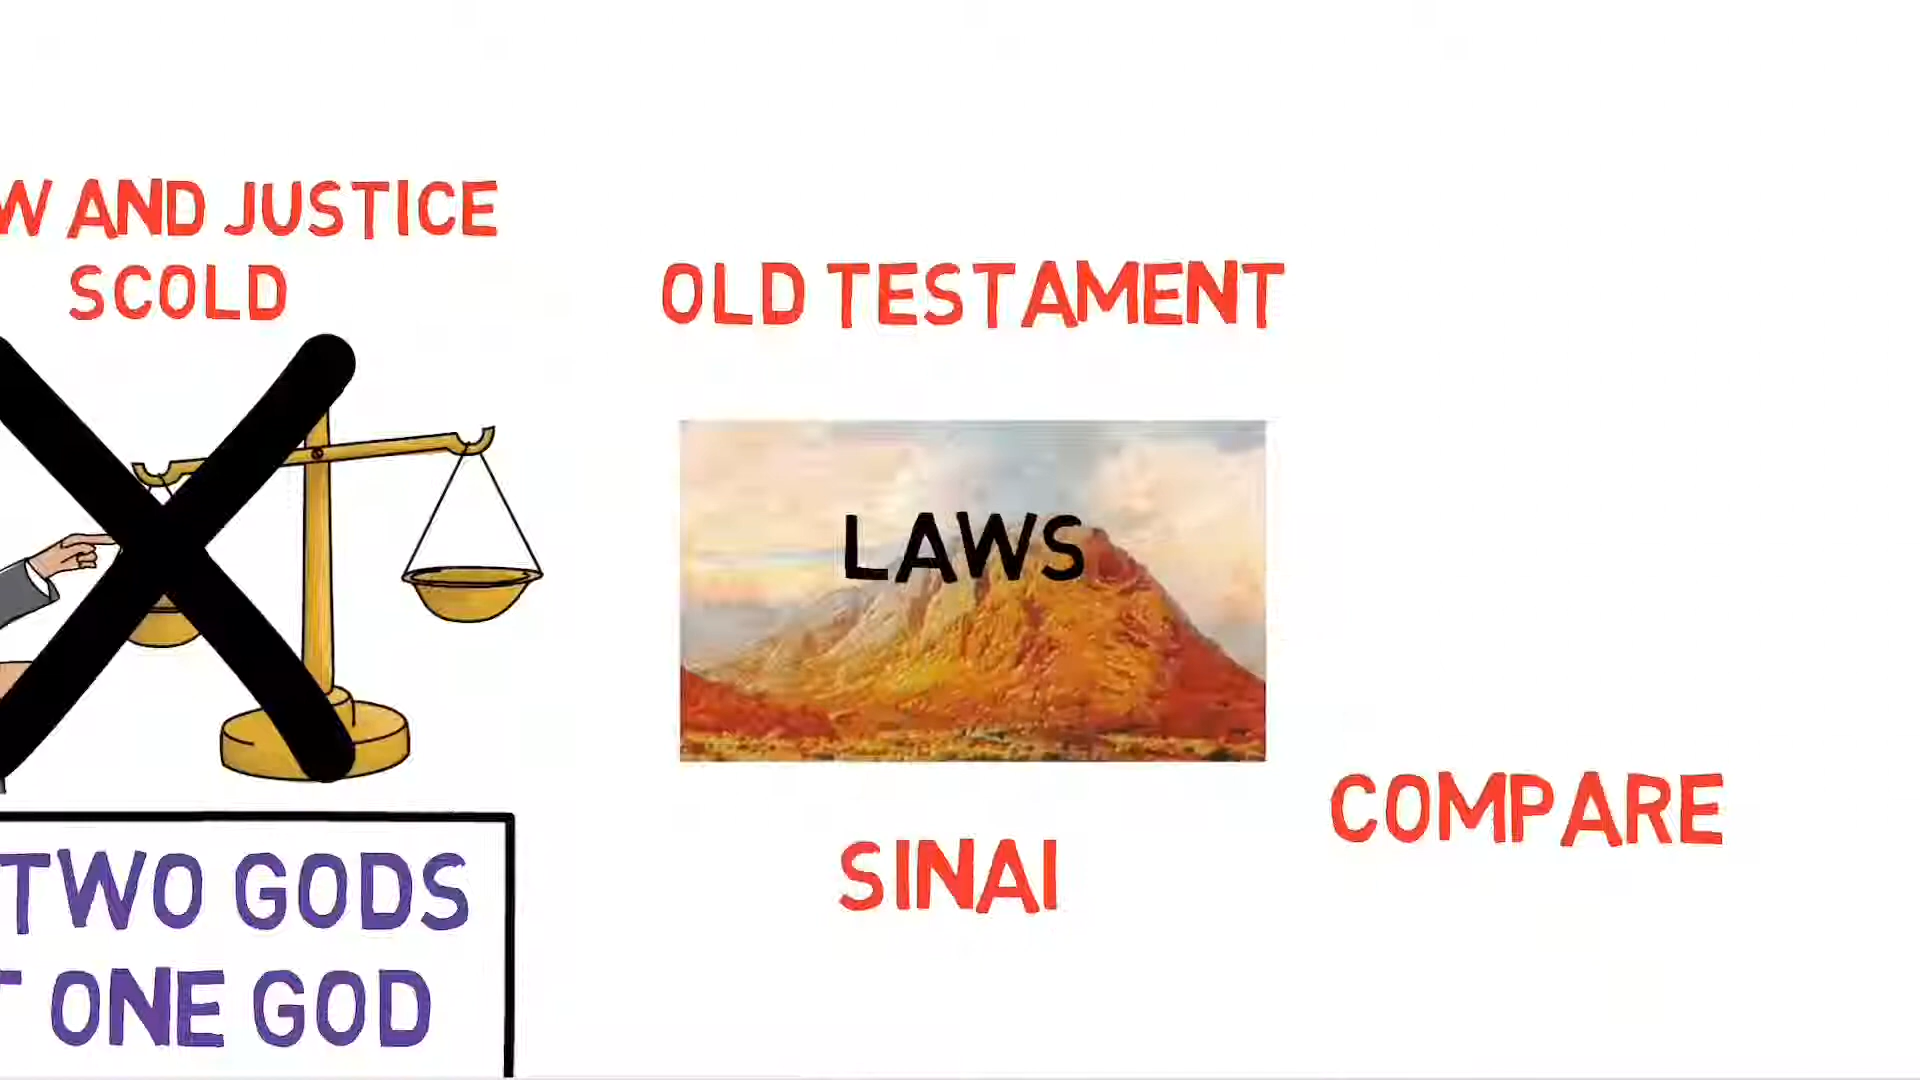 W AND JUSTICE
SCOLD
TWO GODS
T ONE GOD
OLD TESTAMENT
LAWS
SINAI
COMPARE